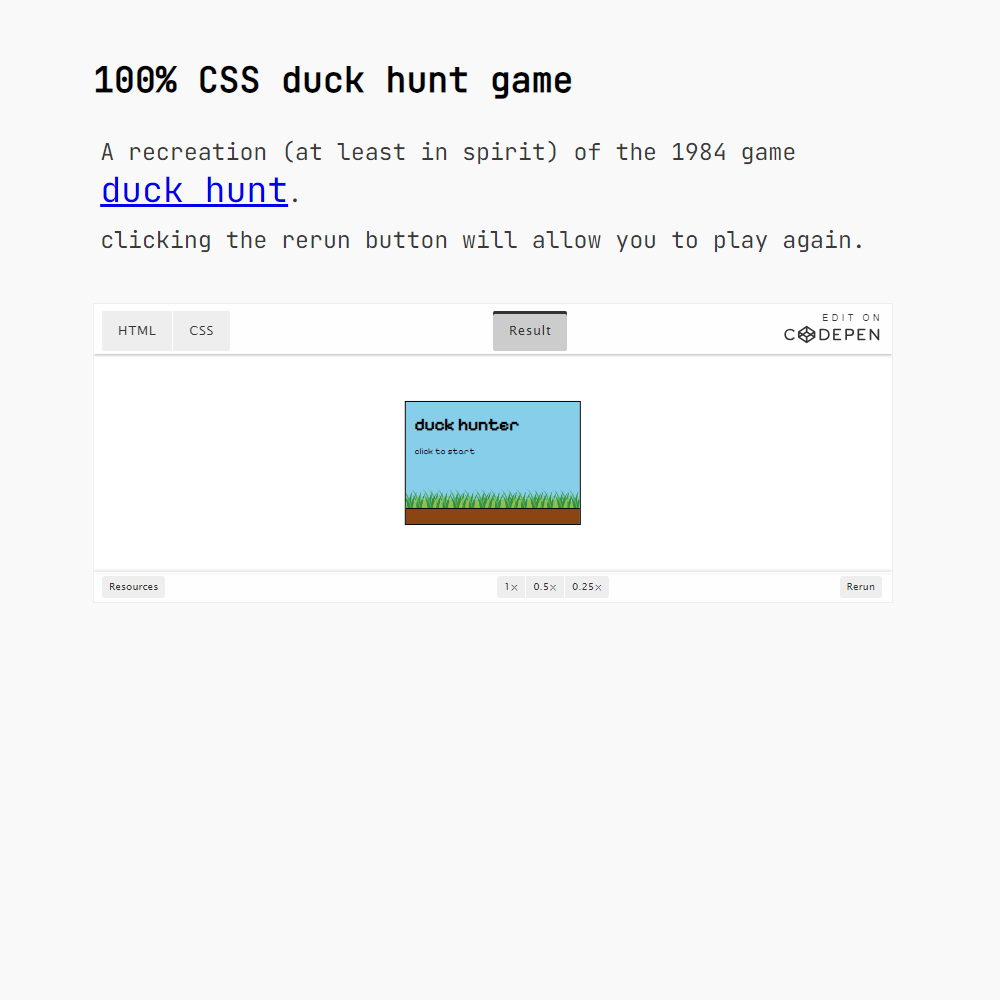 100% CSS duck hunt game
A recreation (at least in spirit) of the 1984 game
duck hunt.
clicking the rerun button will allow you to play again.
HTML CSS Result EDIT ON
CODEPEN
duck hunter
click to start
Resources 1× 0.5× 0.25× Rerun